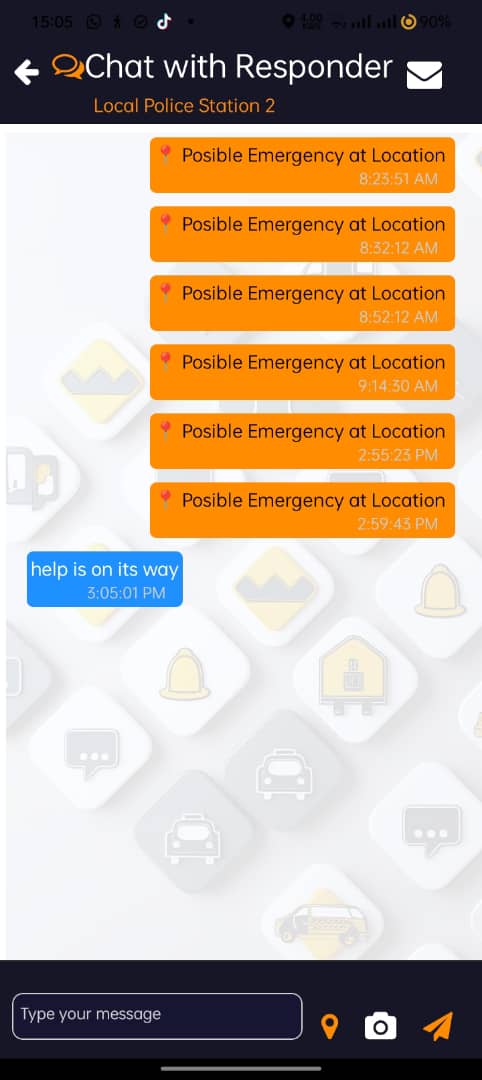 15:05
90%
Chat with Responder
Local Police Station 2
Posible Emergency at Location
8:23:51 AM
Posible Emergency at Location
8:32:12 AM
Posible Emergency at Location
8:52:12 AM
Posible Emergency at Location
9:14:30 AM
Posible Emergency at Location
2:55:23 PM
Posible Emergency at Location
2:59:43 PM
help is on its way
3:05:01 PM
Type your message